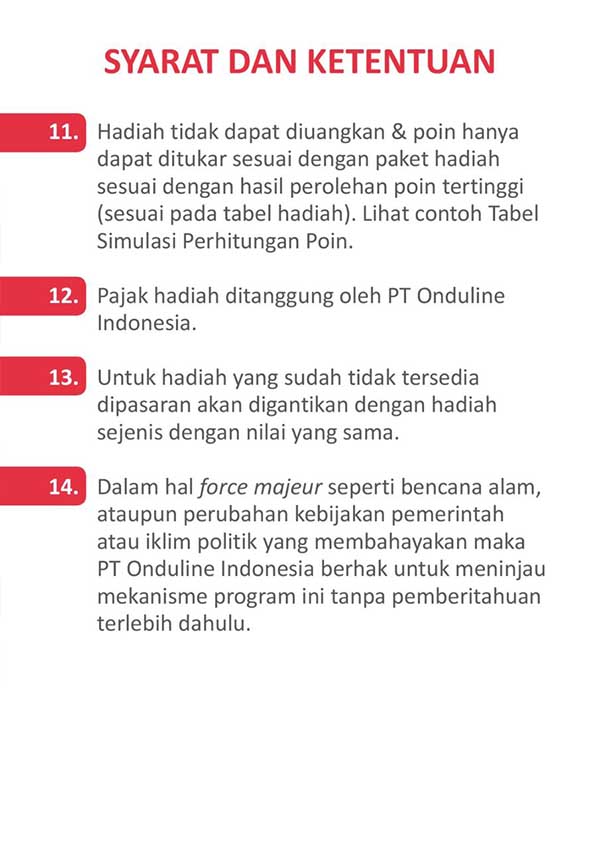 SYARAT DAN KETENTUAN
11. Hadiah tidak dapat diuangkan & poin hanya
dapat ditukar sesuai dengan paket hadiah
sesuai dengan hasil perolehan poin tertinggi
(sesuai pada tabel hadiah). Lihat contoh Tabel
Simulasi Perhitungan Poin.
12. Pajak hadiah ditanggung oleh PT Onduline
Indonesia.
13. Untuk hadiah yang sudah tidak tersedia
dipasaran akan digantikan dengan hadiah
sejenis dengan nilai yang sama.
14. Dalam hal force majeur seperti bencana alam,
ataupun perubahan kebijakan pemerintah
atau iklim politik yang membahayakan maka
PT Onduline Indonesia berhak untuk meninjau
mekanisme program ini tanpa pemberitahuan
terlebih dahulu.